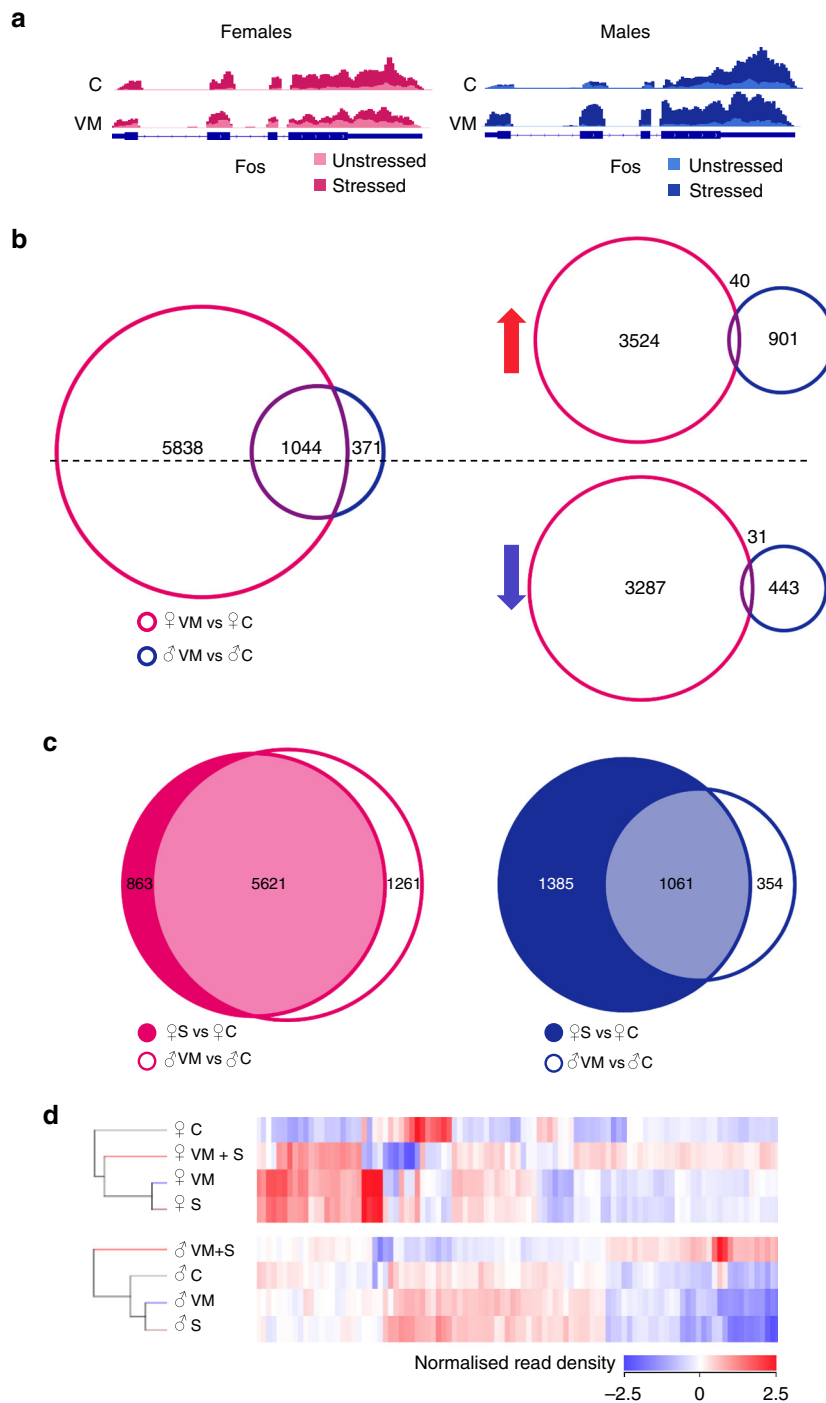 a
Females
Males
C
VM
C
VM
Fos
Unstressed
Stressed
Fos
Unstressed
Stressed
b
5838
1044
371
40
3524
901
31
3287
443
♀VM vs ♀C
♂VM vs ♂C
c
863
5621
1261
1385
1061
354
♀S vs ♀C
♂VM vs ♂C
♀S vs ♀C
♂VM vs ♂C
d
♀ C
♀ VM + S
♀ VM
♀ S
♂ VM+S
♂ C
♂ VM
♂ S
Normalised read density
−2.5
0
2.5